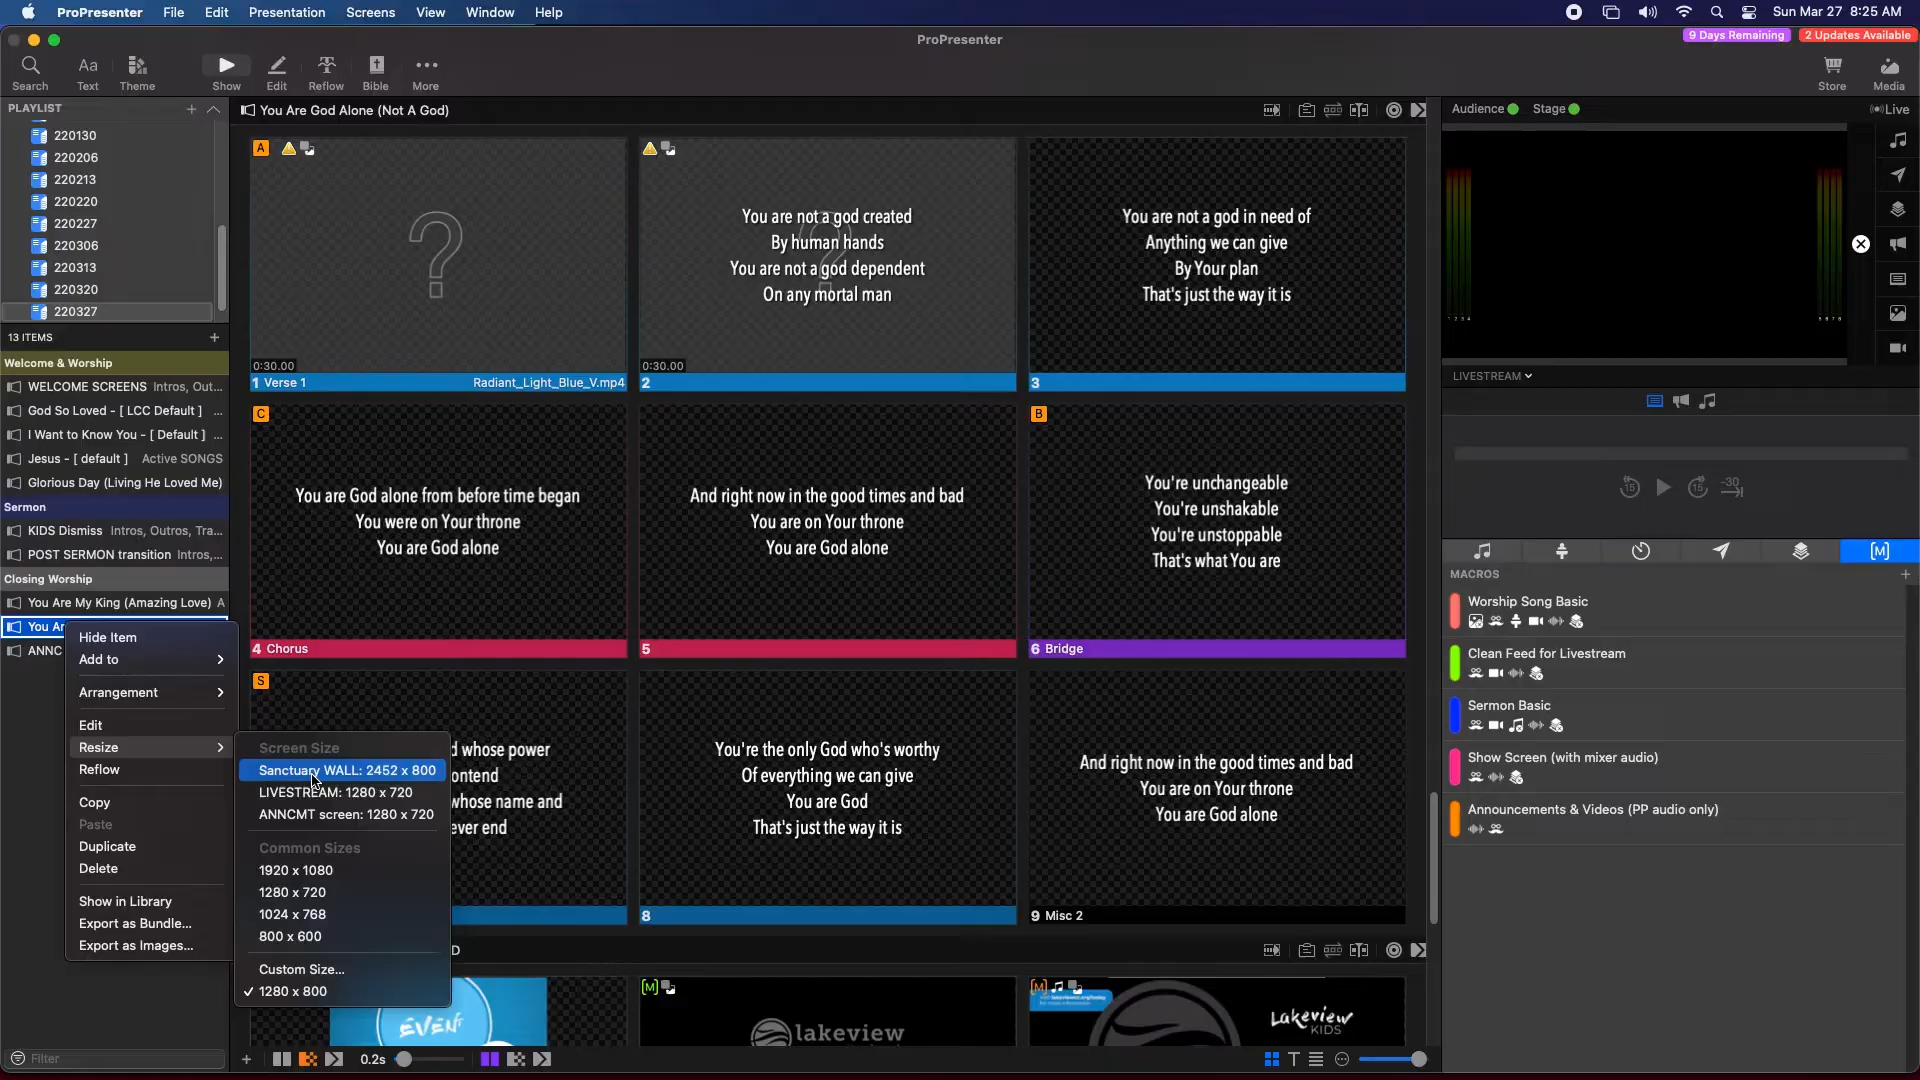 ProPresenter File Edit Presentation Screens View Window Help
Sun Mar 27 8:25 AM
ProPresenter
9 Days Remaining
2 Updates Available
Search
Aa
Text
Theme
Show
Edit
Reflow
Bible
More
Store
Media
PLAYLIST
220130
220206
220213
220220
220227
220306
220313
220320
220327
13 ITEMS
Welcome & Worship
WELCOME SCREENS Intros, Out...
God So Loved - [ LCC Default ] ...
I Want to Know You - [ Default ] ...
Jesus - [ default ] Active SONGS
Glorious Day (Living He Loved Me)
Sermon
KIDS Dismiss Intros, Outros, Tra...
POST SERMON transition Intros,...
Closing Worship
You Are My King (Amazing Love) A
You Ar
ANNC
Filter
Hide Item
Add to
Arrangement
Edit
Resize
Reflow
Copy
Paste
Duplicate
Delete
Show in Library
Export as Bundle...
Export as Images...
Screen Size
Sanctuary WALL: 2452 x 800
LIVESTREAM: 1280 x 720
ANNCMT screen: 1280 x 720
Common Sizes
1920 x 1080
1280 x 720
1024 x 768
800 x 600
Custom Size...
1280 x 800
You Are God Alone (Not A God)
A
?
0:30.00
1 Verse 1 Radiant_Light_Blue_V.mp4
?
You are not a god created
By human hands
You are not a god dependent
On any mortal man
0:30.00
2
You are not a god in need of
Anything we can give
By Your plan
That's just the way it is
3
C
You are God alone from before time began
You were on Your throne
You are God alone
4 Chorus
And right now in the good times and bad
You are on Your throne
You are God alone
5
B
You're unchangeable
You're unshakable
You're unstoppable
That's what You are
6 Bridge
S
d whose power
ontend
whose name and
ever end
You're the only God who's worthy
Of everything we can give
You are God
That's just the way it is
8
And right now in the good times and bad
You are on Your throne
You are God alone
9 Misc 2
D
EVENT
[M]
lakeview
[M]
Lakeview
KIDS
0.2s
Audience
Stage
Live
1 2 3 4
5 6 7 8
LIVESTREAM
15
15
-30
[M]
MACROS
Worship Song Basic
Clean Feed for Livestream
Sermon Basic
Show Screen (with mixer audio)
Announcements & Videos (PP audio only)